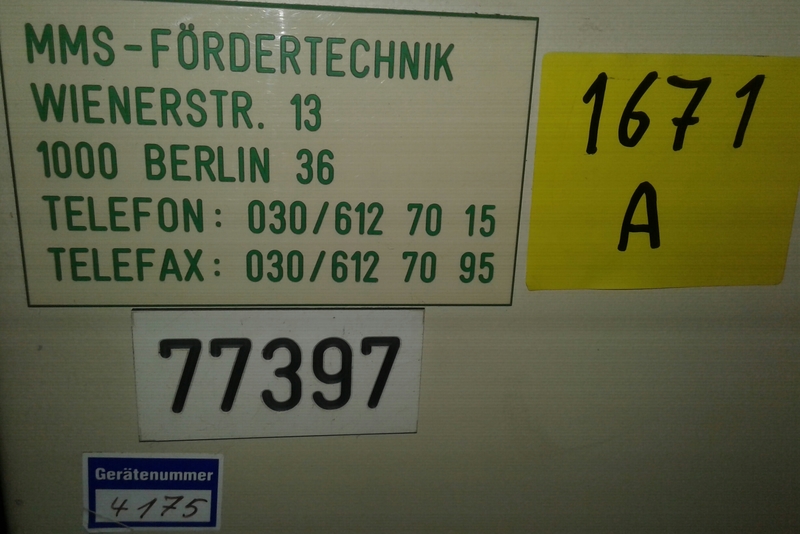 MMS-FÖRDERTECHNIK
WIENERSTR. 13
1000 BERLIN 36
TELEFON: 030/612 70 15
TELEFAX: 030/612 70 95
1671
A
77397
Gerätenummer
4175